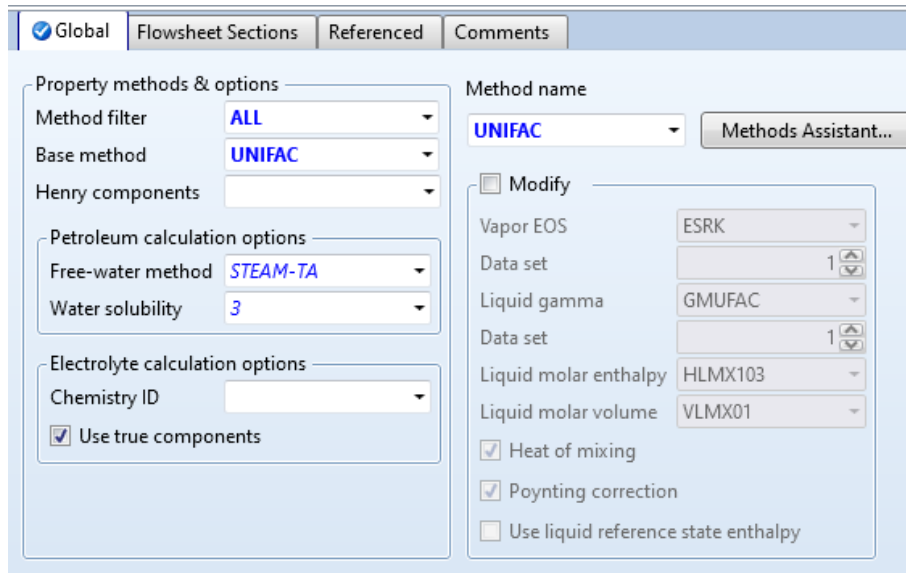 Global
Flowsheet Sections
Referenced
Comments
Property methods & options
Method filter
ALL
Base method
UNIFAC
Henry components
Petroleum calculation options
Free-water method
STEAM-TA
Water solubility
3
Electrolyte calculation options
Chemistry ID
Use true components
Method name
UNIFAC
Methods Assistant...
Modify
Vapor EOS
ESRK
Data set
1
Liquid gamma
GMUFAC
Data set
1
Liquid molar enthalpy
HLMX103
Liquid molar volume
VLMX01
Heat of mixing
Poynting correction
Use liquid reference state enthalpy